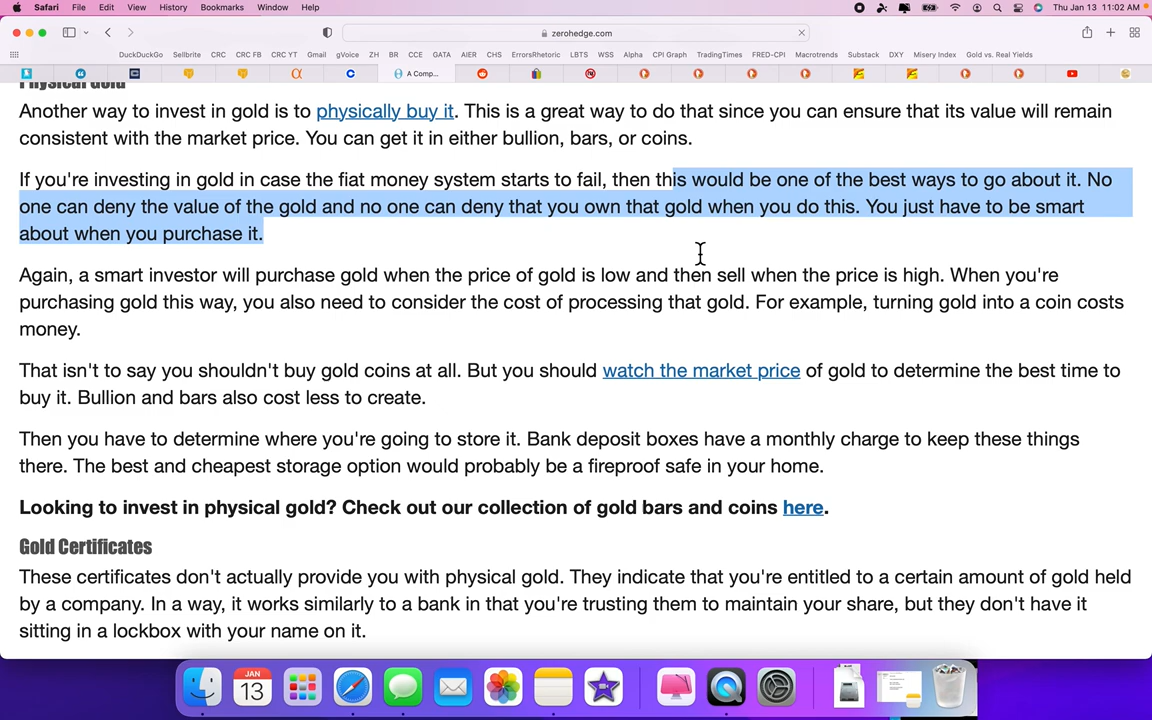 Safari File Edit View History Bookmarks Window Help Thu Jan 13 11:02 AM
zerohedge.com
DuckDuckGo Sellbrite CRC CRC FB CRC YT Gmail gVoice ZH BR CCE GATA AIER CHS ErrorsRhetoric LBTS WSS Alpha CPI Graph TradingTimes FRED-CPI Macrotrends Substack DXY Misery Index Gold vs. Real Yields
A Comp...
Physical Gold
Another way to invest in gold is to physically buy it. This is a great way to do that since you can ensure that its value will remain
consistent with the market price. You can get it in either bullion, bars, or coins.
If you're investing in gold in case the fiat money system starts to fail, then this would be one of the best ways to go about it. No
one can deny the value of the gold and no one can deny that you own that gold when you do this. You just have to be smart
about when you purchase it.
Again, a smart investor will purchase gold when the price of gold is low and then sell when the price is high. When you're
purchasing gold this way, you also need to consider the cost of processing that gold. For example, turning gold into a coin costs
money.
That isn't to say you shouldn't buy gold coins at all. But you should watch the market price of gold to determine the best time to
buy it. Bullion and bars also cost less to create.
Then you have to determine where you're going to store it. Bank deposit boxes have a monthly charge to keep these things
there. The best and cheapest storage option would probably be a fireproof safe in your home.
Looking to invest in physical gold? Check out our collection of gold bars and coins here.
Gold Certificates
These certificates don't actually provide you with physical gold. They indicate that you're entitled to a certain amount of gold held
by a company. In a way, it works similarly to a bank in that you're trusting them to maintain your share, but they don't have it
sitting in a lockbox with your name on it.
JAN
13